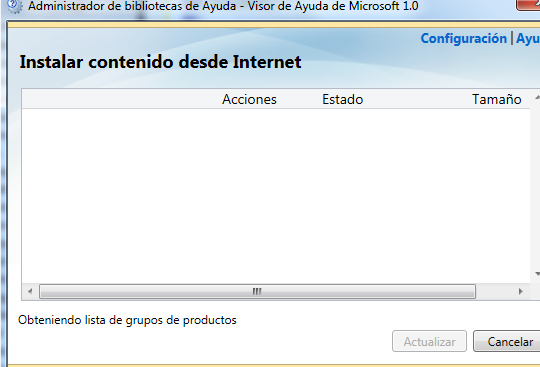 Administrador de bibliotecas de Ayuda - Visor de Ayuda de Microsoft 1.0
Configuración | Ayu
Instalar contenido desde Internet
Acciones Estado Tamaño
Obteniendo lista de grupos de productos
Actualizar Cancelar